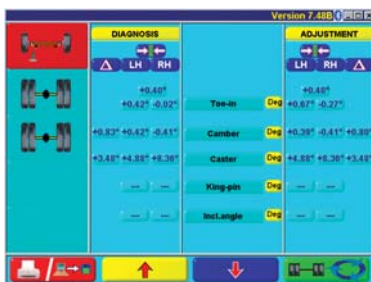 Version 7.48B
DIAGNOSIS ADJUSTMENT
Δ LH RH LH RH Δ
+0.40° +0.40°
+0.42° -0.02° Toe-in Deg +0.67° -0.27°
+0.83° +0.42° -0.41° Camber Deg +0.39° -0.41° +0.80°
+3.48° +4.88° +8.36° Caster Deg +4.88° +8.36° +3.48°
--- --- King-pin Deg --- ---
--- --- Incl.angle Deg --- ---